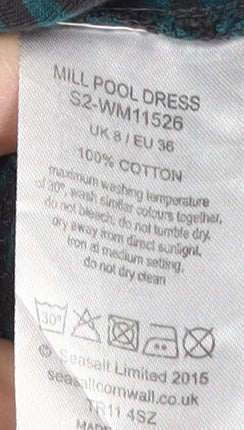 MILL POOL DRESS
S2-WM11526
UK 8 / EU 36
100% COTTON
maximum washing temperature
of 30°, wash similar colours together,
do not bleach, do not tumble dry,
dry away from direct sunlight,
iron at medium setting,
do not dry clean
30°
© Seasalt Limited 2015
seasaltcornwall.co.uk
TR11 4SZ
MADE